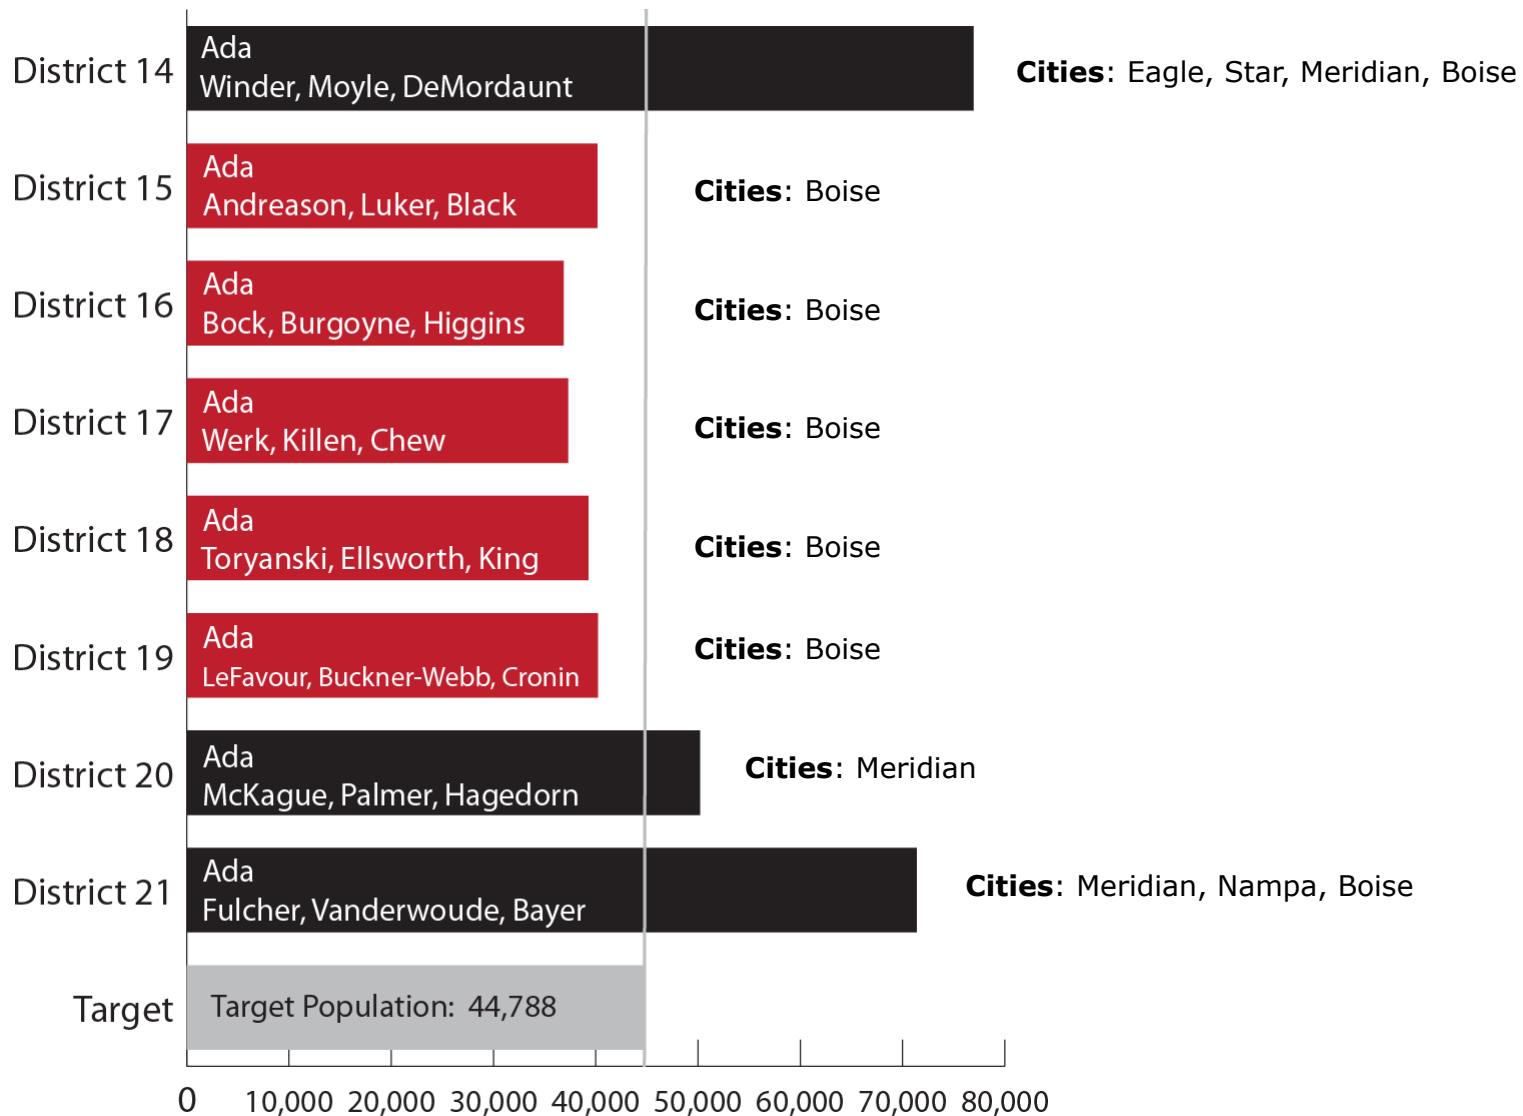 Ada
District 14
Winder, Moyle, DeMordaunt
Cities: Eagle, Star, Meridian, Boise
Ada
District 15
Andreason, Luker, Black
Cities: Boise
Ada
District 16
Bock, Burgoyne, Higgins
Cities: Boise
Ada
District 17
Werk, Killen, Chew
Cities: Boise
Ada
District 18
Toryanski, Ellsworth, King
Cities: Boise
Ada
District 19
LeFavour, Buckner-Webb, Cronin
Cities: Boise
Ada
District 20
McKague, Palmer, Hagedorn
Cities: Meridian
Ada
District 21
Fulcher, Vanderwoude, Bayer
Cities: Meridian, Nampa, Boise
Target
Target Population: 44,788
0 10,000 20,000 30,000 40,000 50,000 60,000 70,000 80,000